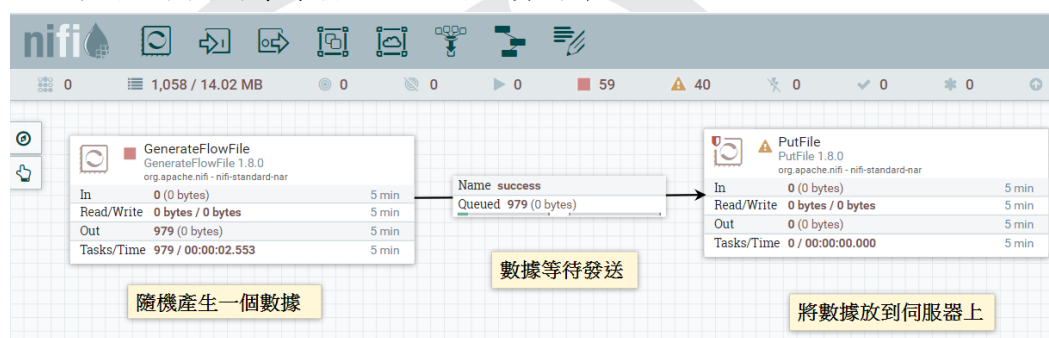 nifi
0
1,058 / 14.02 MB
0
0
0
59
40
0
0
0
GenerateFlowFile
GenerateFlowFile 1.8.0
org.apache.nifi - nifi-standard-nar
In 0 (0 bytes) 5 min
Read/Write 0 bytes / 0 bytes 5 min
Out 979 (0 bytes) 5 min
Tasks/Time 979 / 00:00:02.553 5 min
Name success
Queued 979 (0 bytes)
PutFile
PutFile 1.8.0
org.apache.nifi - nifi-standard-nar
In 0 (0 bytes) 5 min
Read/Write 0 bytes / 0 bytes 5 min
Out 0 (0 bytes) 5 min
Tasks/Time 0 / 00:00:00.000 5 min
隨機產生一個數據
數據等待發送
將數據放到伺服器上